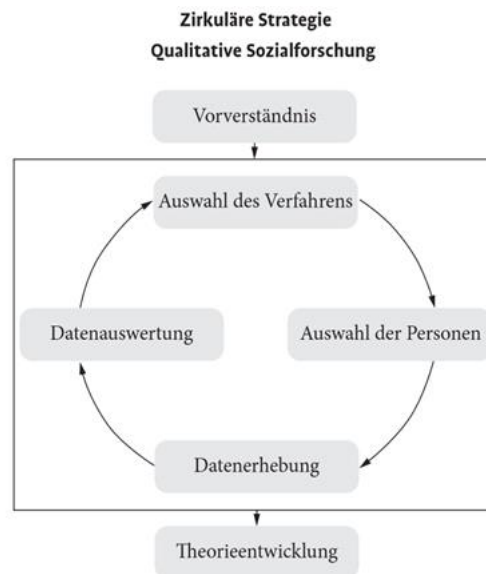 Zirkuläre Strategie
Qualitative Sozialforschung
Vorverständnis
Auswahl des Verfahrens
Datenauswertung
Auswahl der Personen
Datenerhebung
Theorieentwicklung